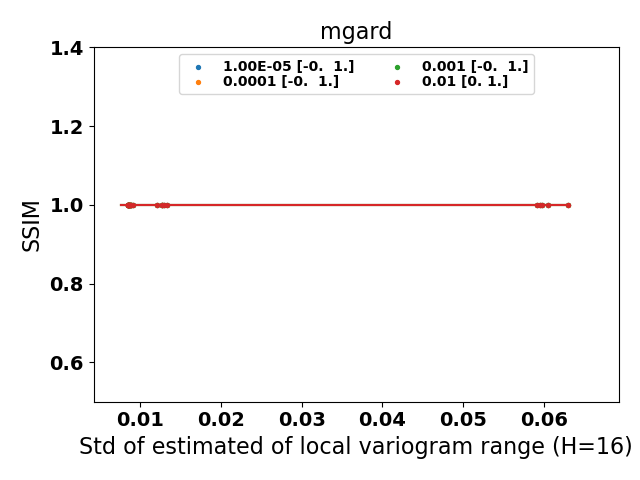 mgard
1.4
1.00E-05 [-0.  1.]
0.001 [-0.  1.]
0.0001 [-0.  1.]
0.01 [0. 1.]
1.2
1.0
SSIM
0.8
0.6
0.01 0.02 0.03 0.04 0.05 0.06
Std of estimated of local variogram range (H=16)